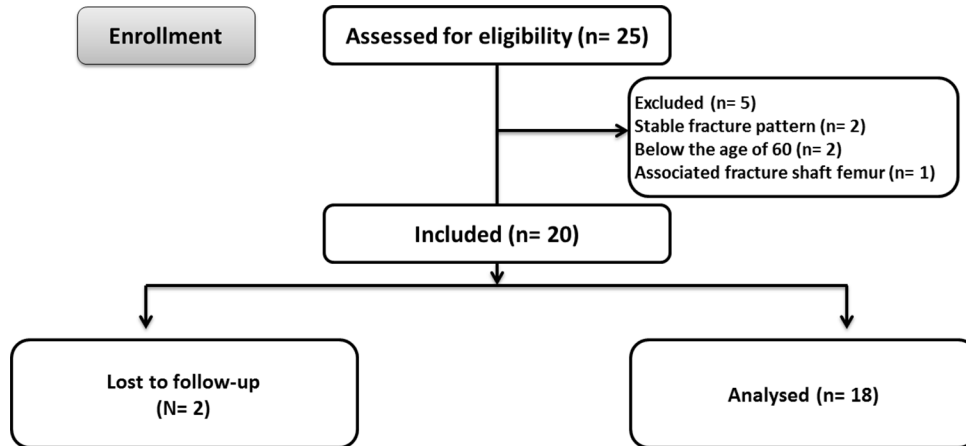 Enrollment
Assessed for eligibility (n= 25)
Excluded (n= 5)
Stable fracture pattern (n= 2)
Below the age of 60 (n= 2)
Associated fracture shaft femur (n= 1)
Included (n= 20)
Lost to follow-up
(N= 2)
Analysed (n= 18)